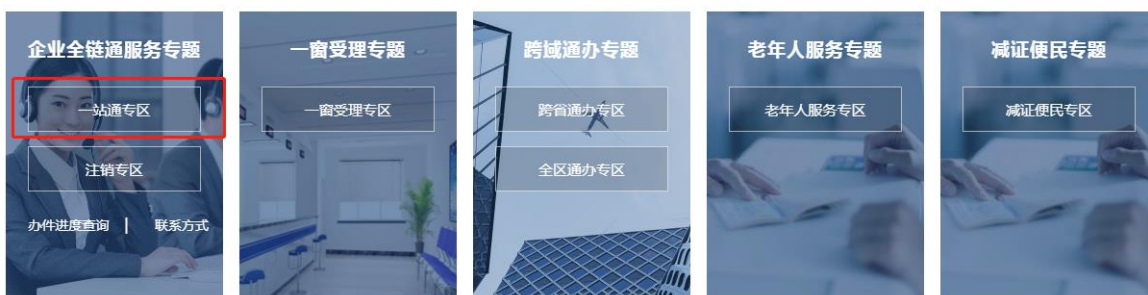 企业全链通服务专题
一站通专区
注销专区
办件进度查询 | 联系方式
一窗受理专题
一窗受理专区
跨域通办专题
跨省通办专区
全区通办专区
老年人服务专题
老年人服务专区
减证便民专题
减证便民专区